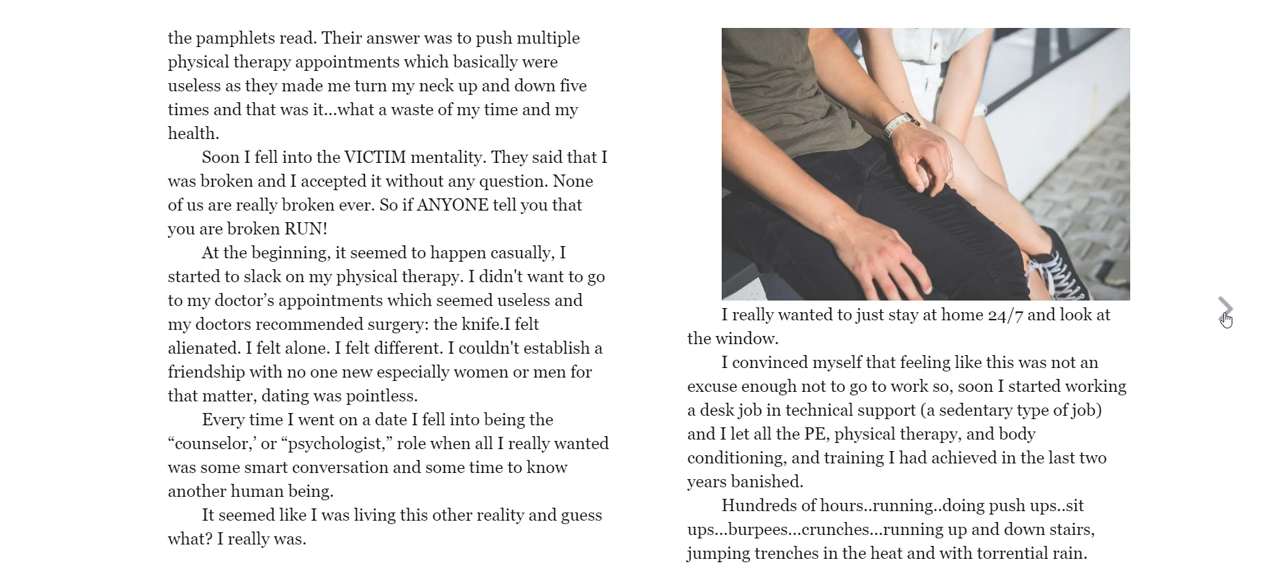 the pamphlets read. Their answer was to push multiple
physical therapy appointments which basically were
useless as they made me turn my neck up and down five
times and that was it...what a waste of my time and my
health.
Soon I fell into the VICTIM mentality. They said that I
was broken and I accepted it without any question. None
of us are really broken ever. So if ANYONE tell you that
you are broken RUN!
At the beginning, it seemed to happen casually, I
started to slack on my physical therapy. I didn't want to go
to my doctor’s appointments which seemed useless and
my doctors recommended surgery: the knife.I felt
alienated. I felt alone. I felt different. I couldn't establish a
friendship with no one new especially women or men for
that matter, dating was pointless.
Every time I went on a date I fell into being the
“counselor,’ or “psychologist,” role when all I really wanted
was some smart conversation and some time to know
another human being.
It seemed like I was living this other reality and guess
what? I really was.
I really wanted to just stay at home 24/7 and look at
the window.
I convinced myself that feeling like this was not an
excuse enough not to go to work so, soon I started working
a desk job in technical support (a sedentary type of job)
and I let all the PE, physical therapy, and body
conditioning, and training I had achieved in the last two
years banished.
Hundreds of hours..running..doing push ups..sit
ups...burpees...crunches...running up and down stairs,
jumping trenches in the heat and with torrential rain.